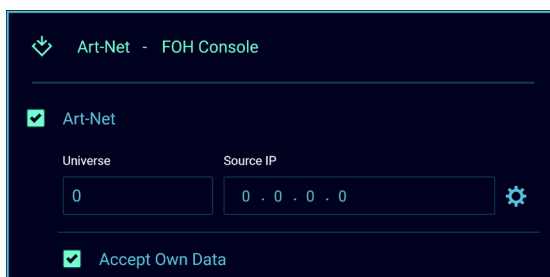 Art-Net - FOH Console
Art-Net
Universe Source IP
0 0 . 0 . 0 . 0
Accept Own Data